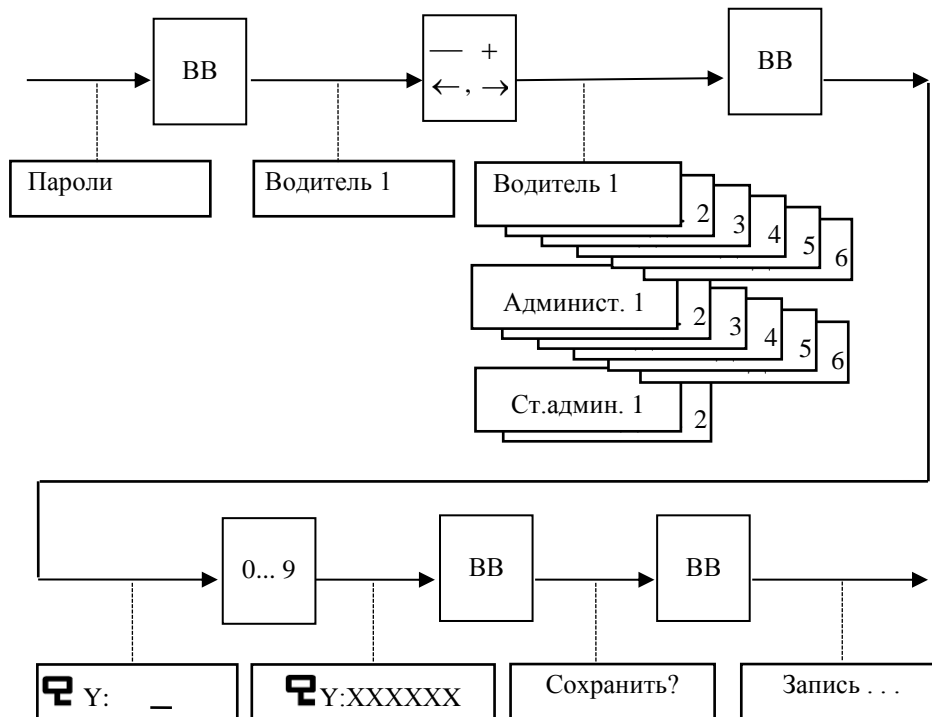 ВВ
— +
←, →
ВВ
Пароли
Водитель 1
Водитель 1
2
3
4
5
6
Админист. 1
2
3
4
5
6
Ст.админ. 1
2
0... 9
ВВ
ВВ
Y: _
Y:XXXXXX
Сохранить?
Запись . . .